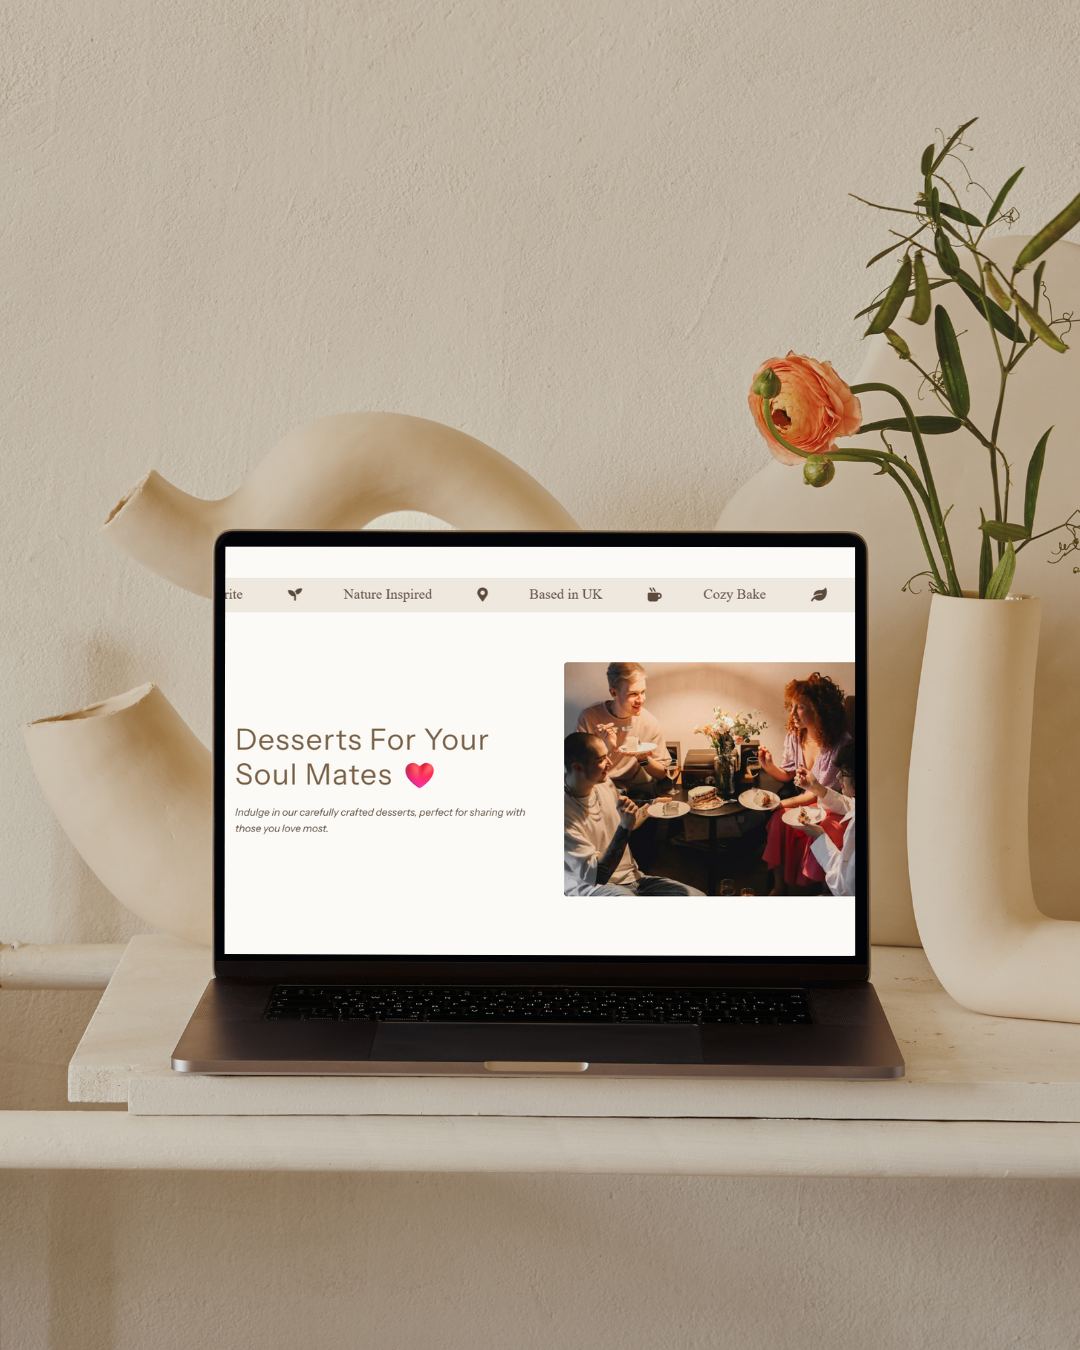 rite Nature Inspired Based in UK Cozy Bake
Desserts For Your
Soul Mates ❤️
Indulge in our carefully crafted desserts, perfect for sharing with
those you love most.